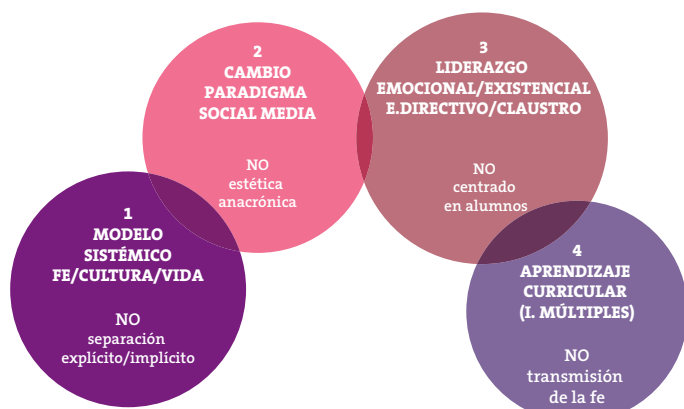 1
MODELO
SISTÉMICO
FE/CULTURA/VIDA
NO
separación
explícito/implícito
2
CAMBIO
PARADIGMA
SOCIAL MEDIA
NO
estética
anacrónica
3
LIDERAZGO
EMOCIONAL/EXISTENCIAL
E.DIRECTIVO/CLAUSTRO
NO
centrado
en alumnos
4
APRENDIZAJE
CURRICULAR
(I. MÚLTIPLES)
NO
transmisión
de la fe